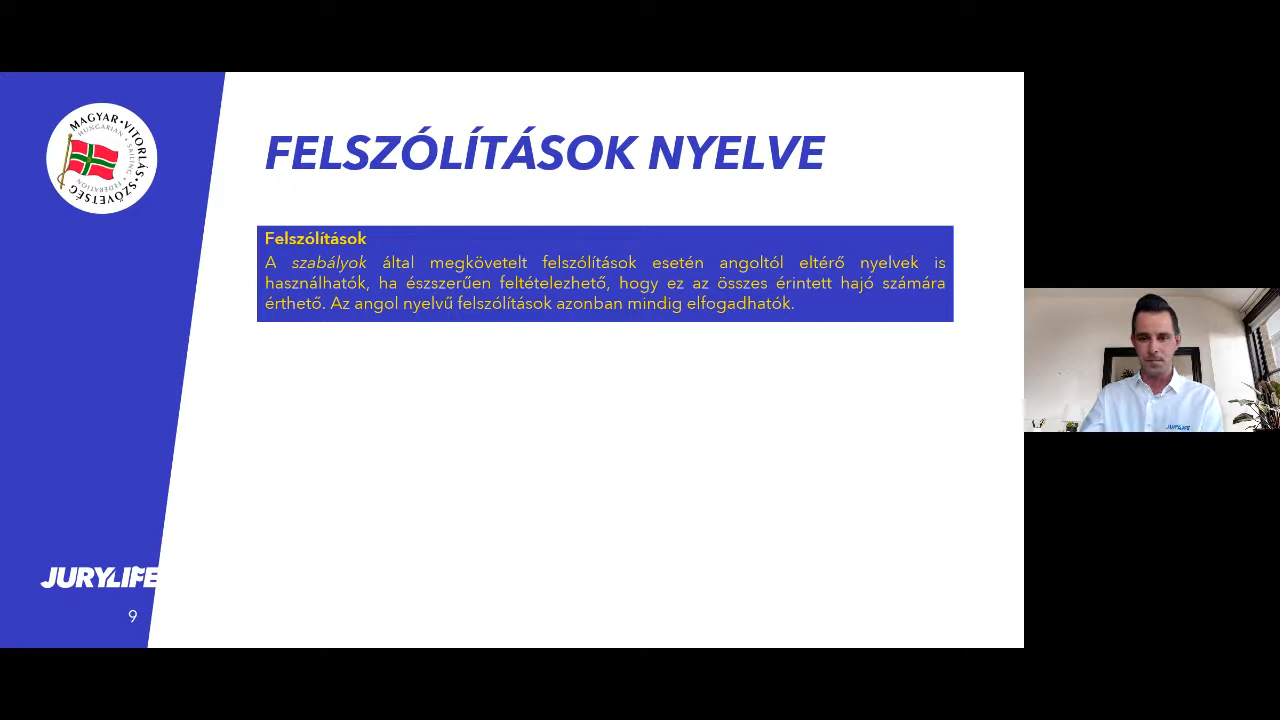 MAGYAR • VITORLÁS • SZÖVETSÉG
HUNGARIAN • SAILING • FEDERATION
FELSZÓLÍTÁSOK NYELVE
Felszólítások
A szabályok által megkövetelt felszólítások esetén angoltól eltérő nyelvek is
használhatók, ha észszerűen feltételezhető, hogy ez az összes érintett hajó számára
érthető. Az angol nyelvű felszólítások azonban mindig elfogadhatók.
JURYLIFE
JURYLIFE
9